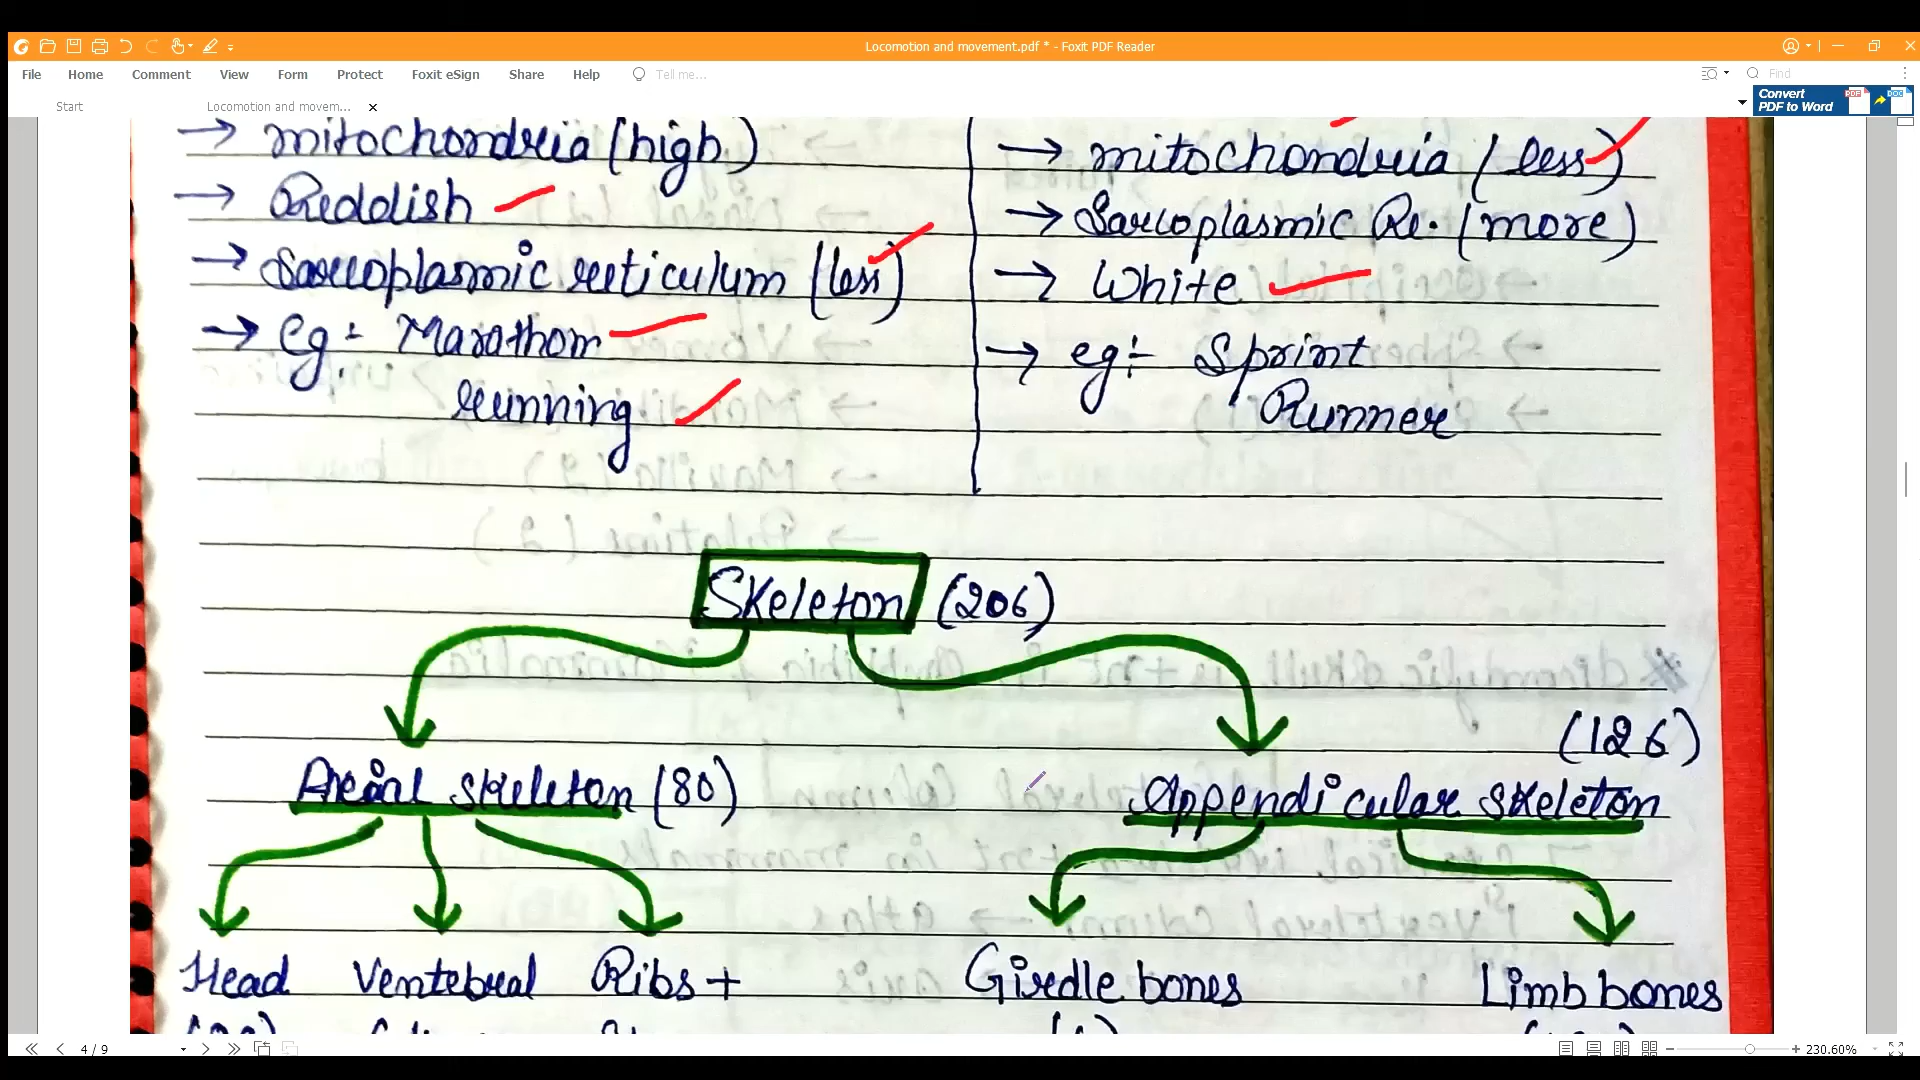 Locomotion and movement.pdf * - Foxit PDF Reader
File Home Comment View Form Protect Foxit eSign Share Help Tell me... Find
Start Locomotion and movem... Convert PDF to Word
→ mitochondria (high)
→ Reddish
→ Sarcoplasmic reticulum (less)
→ eg:- Marathon
running
→ mitochondria (less)
→ Sarcoplasmic Re. (more)
→ White
→ eg:- Sprint
Runner
Skeleton (206)
Axial skeleton (80)
(126)
Appendicular skeleton
Head Ventebral Ribs +
Girdle bones Limb bones
4 / 9 230.60%